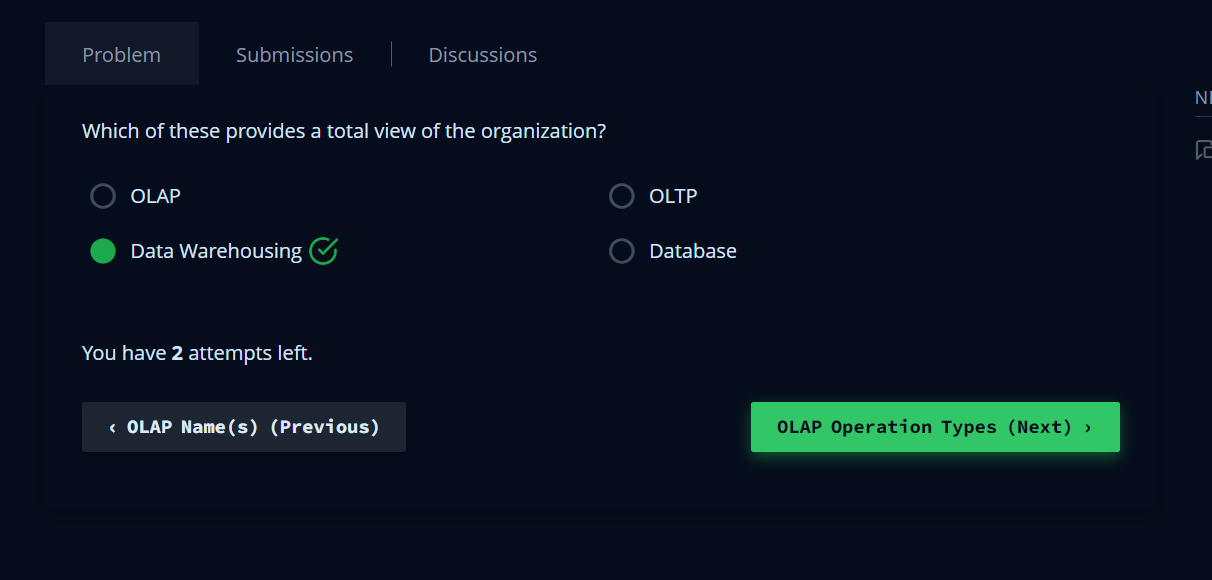 Problem
Submissions
Discussions
Which of these provides a total view of the organization?
OLAP
OLTP
Data Warehousing
Database
You have 2 attempts left.
‹ OLAP Name(s) (Previous)
OLAP Operation Types (Next) ›